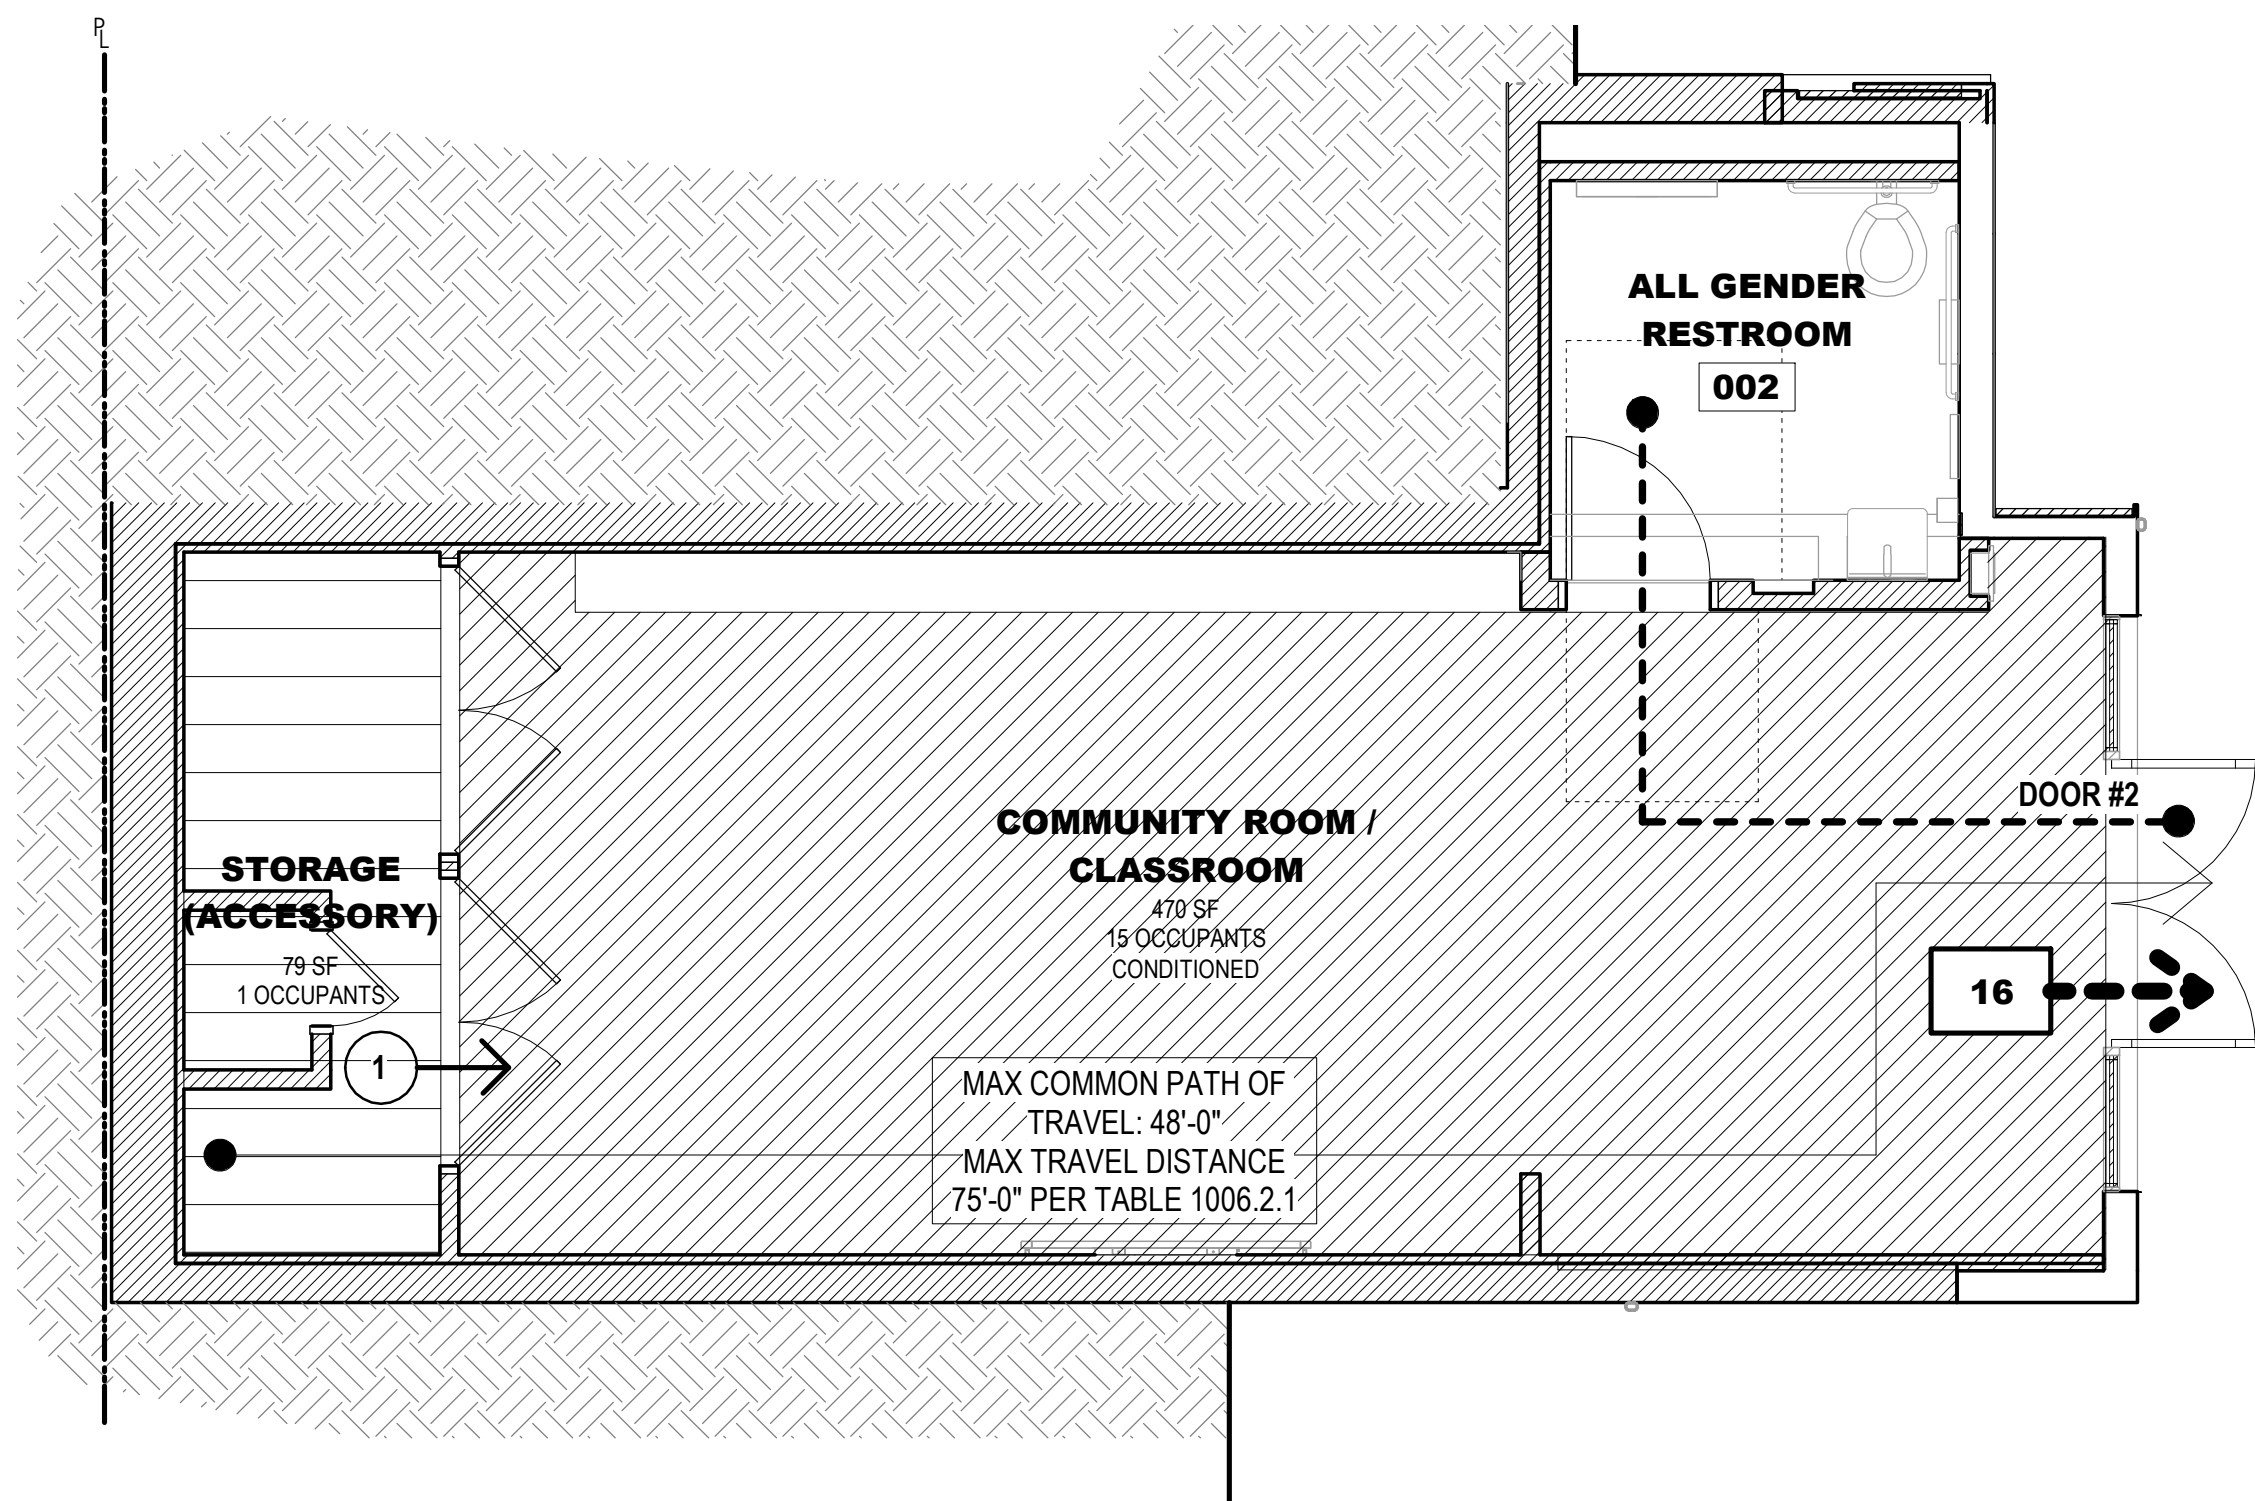 PL
ALL GENDER
RESTROOM
002
DOOR #2
COMMUNITY ROOM /
CLASSROOM
470 SF
15 OCCUPANTS
CONDITIONED
STORAGE
(ACCESSORY)
79 SF
1 OCCUPANTS
1
16
MAX COMMON PATH OF
TRAVEL: 48'-0"
MAX TRAVEL DISTANCE
75'-0" PER TABLE 1006.2.1